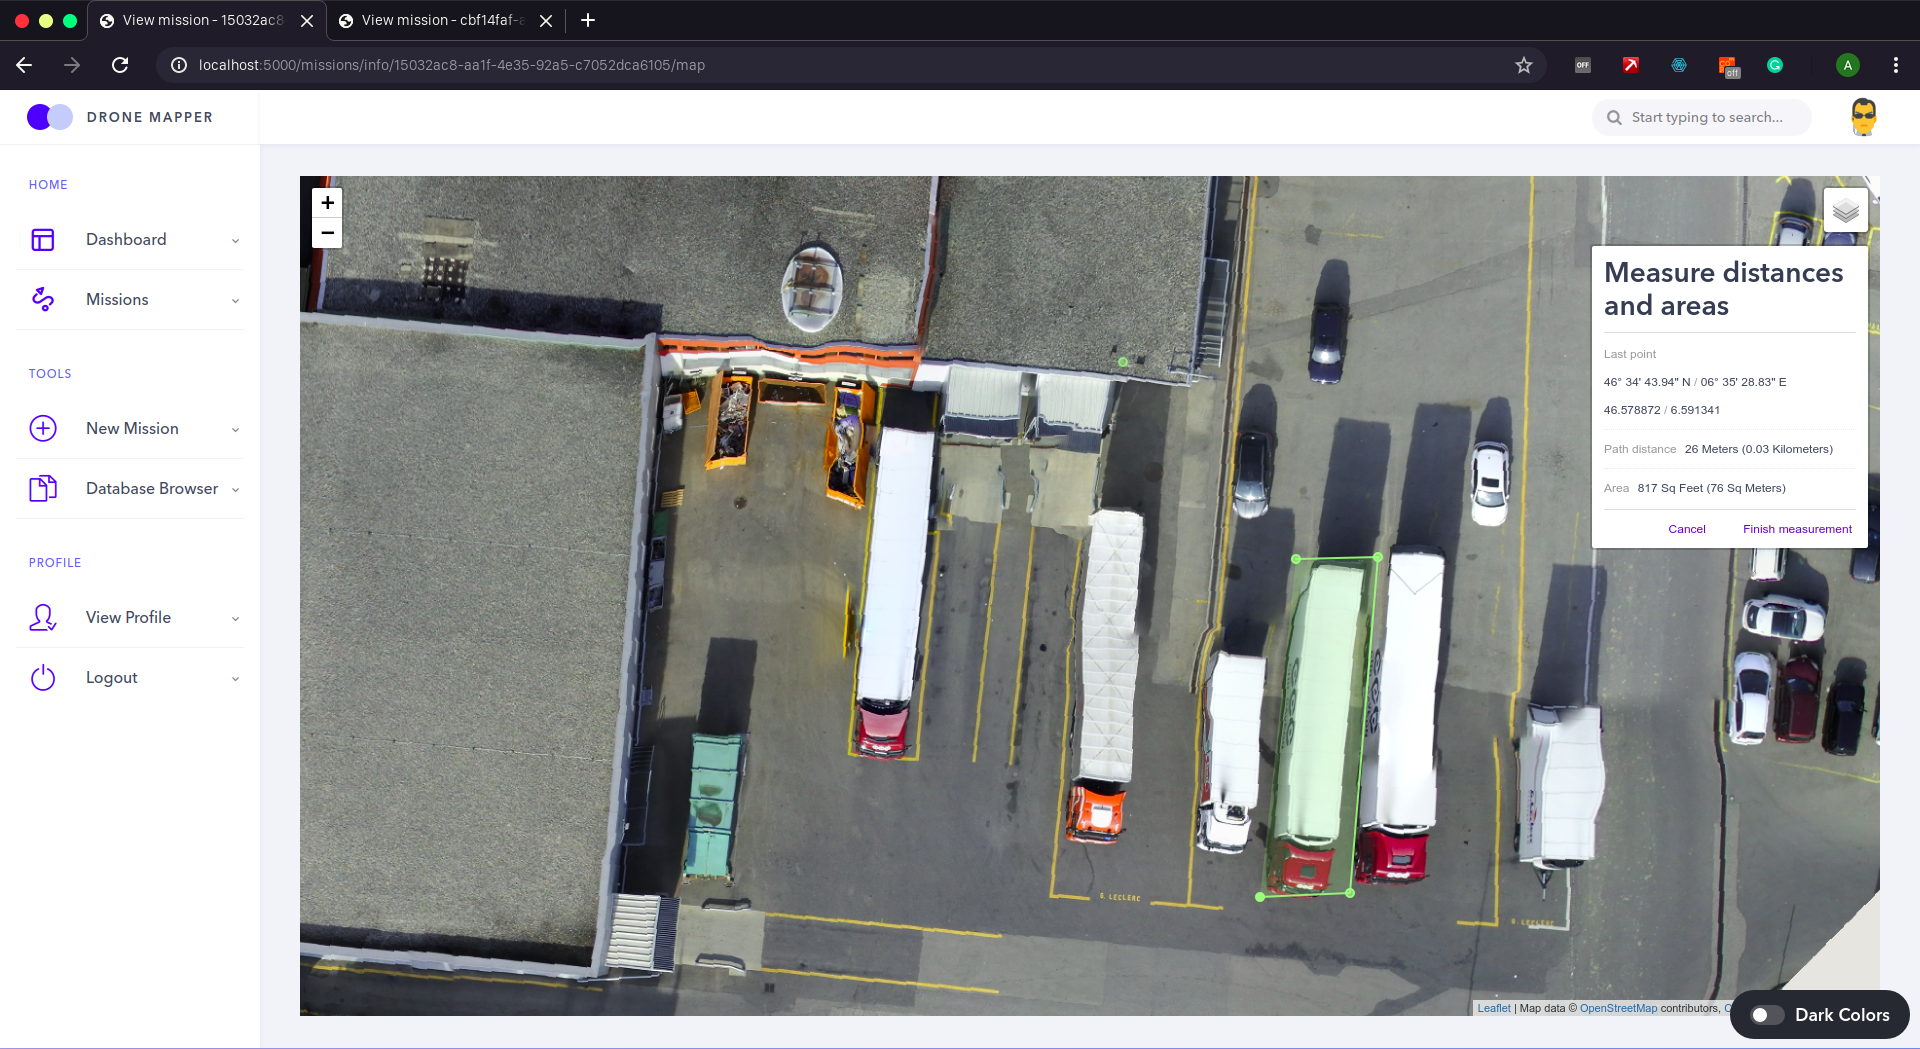 View mission - 15032ac8
View mission - cbf14faf-a
localhost:5000/missions/info/15032ac8-aa1f-4e35-92a5-c7052dca6105/map
OFF
off
G
A
DRONE MAPPER
Start typing to search...
HOME
Dashboard
Missions
TOOLS
New Mission
Database Browser
PROFILE
View Profile
Logout
+
−
Measure distances
and areas
Last point
46° 34' 43.94" N / 06° 35' 28.83" E
46.578872 / 6.591341
Path distance 26 Meters (0.03 Kilometers)
Area 817 Sq Feet (76 Sq Meters)
Cancel Finish measurement
G. LECLERC
G. LECLERC
Leaflet | Map data © OpenStreetMap contributors,
Dark Colors